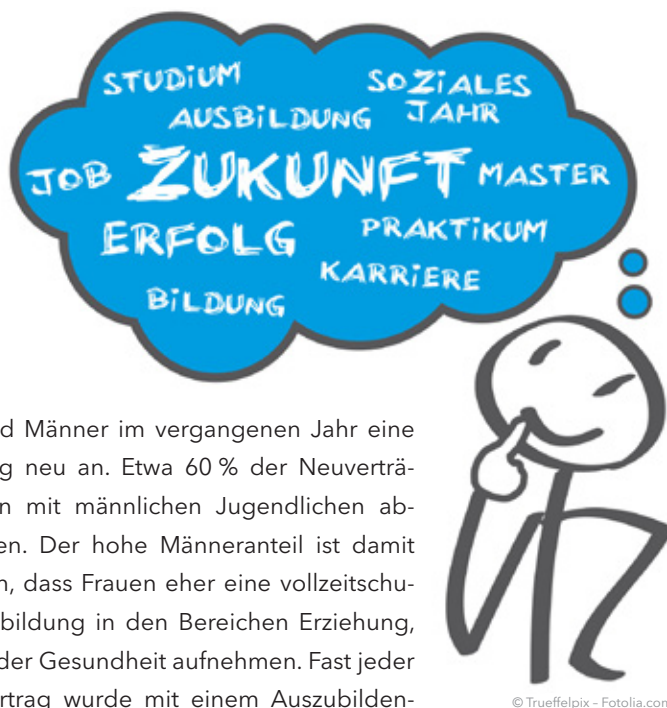 STUDiUM SOZiALES
AUSBiLDUNG JAHR
JOB ZUKUNFT MASTER
ERFOLG PRAKTiKUM
KARRiERE
BiLDUNG
d Männer im vergangenen Jahr eine
g neu an. Etwa 60 % der Neuverträ-
n mit männlichen Jugendlichen ab-
en. Der hohe Männeranteil ist damit
n, dass Frauen eher eine vollzeitschu-
bildung in den Bereichen Erziehung,
der Gesundheit aufnehmen. Fast jeder
ertrag wurde mit einem Auszubilden-
© Trueffelpix – Fotolia.com